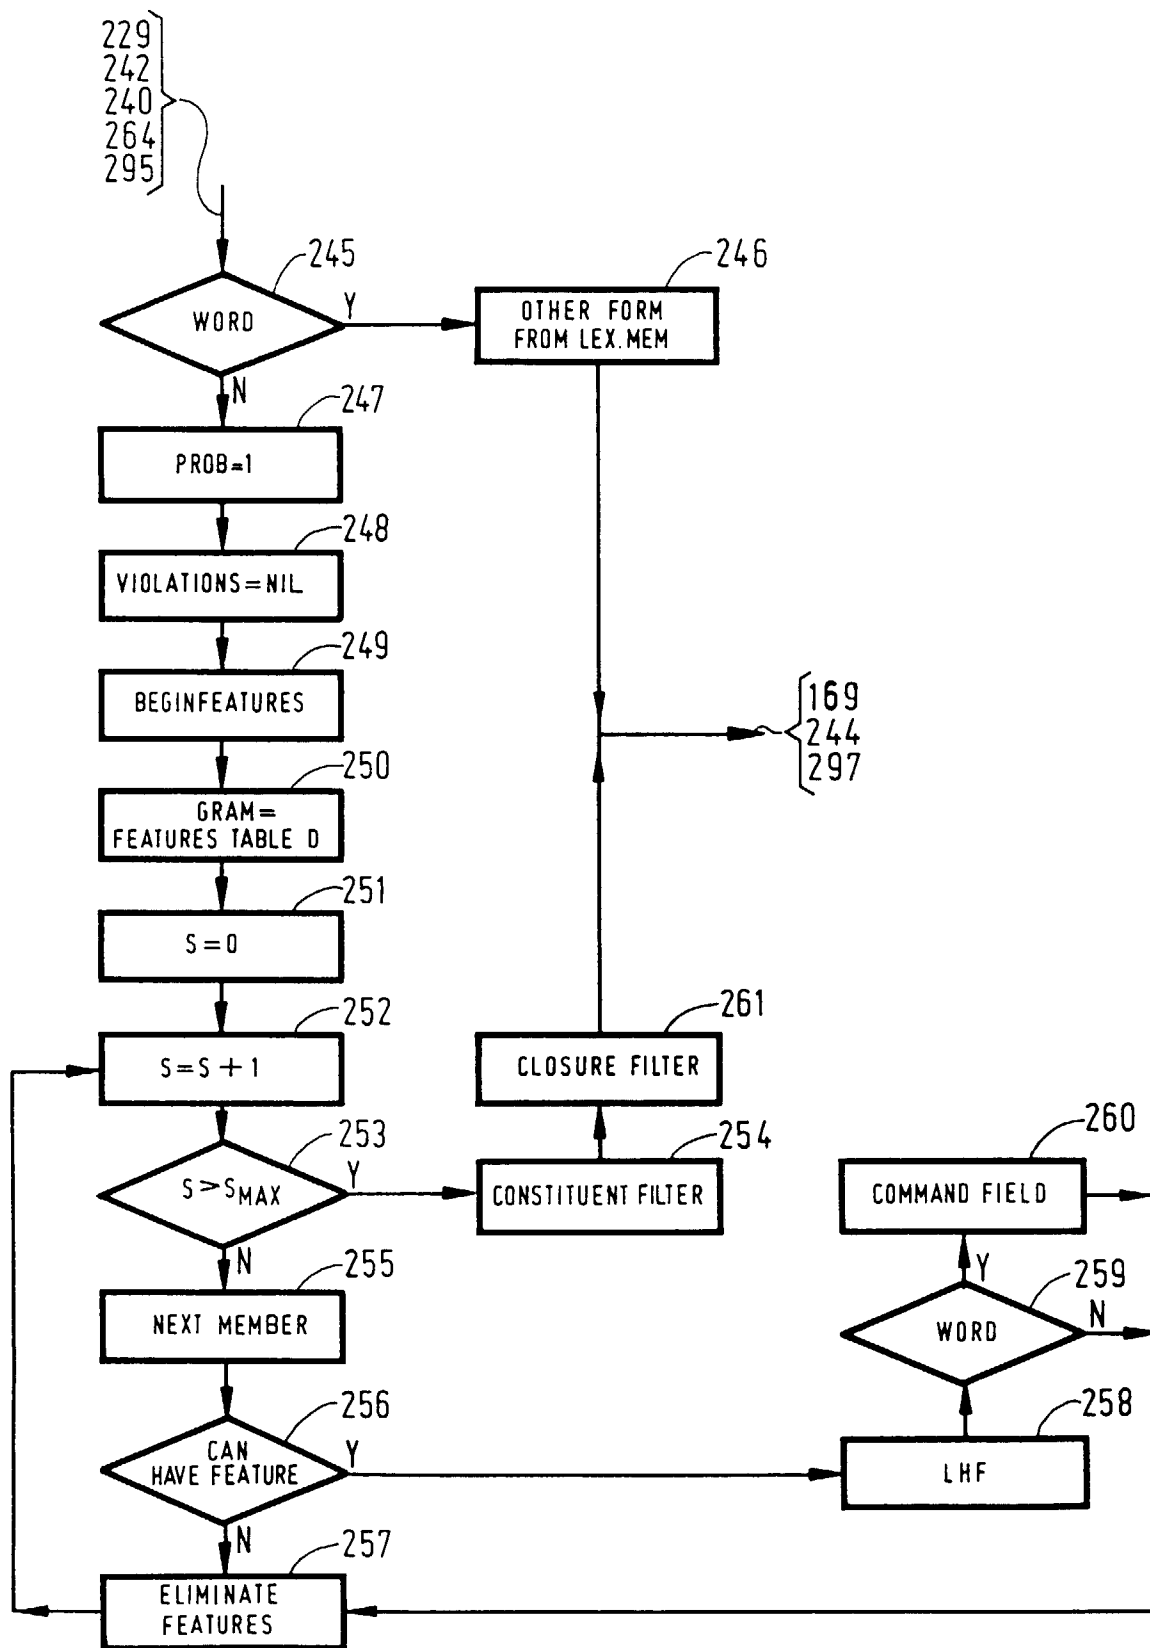 229
242
240
264
295
245
WORD
Y
N
246
OTHER FORM
FROM LEX.MEM
247
PROB=1
248
VIOLATIONS=NIL
249
BEGINFEATURES
169
244
297
250
GRAM=
FEATURES TABLE D
251
S=0
252
S=S+1
261
CLOSURE FILTER
253
S>SMAX
Y
N
254
CONSTITUENT FILTER
260
COMMAND FIELD
255
NEXT MEMBER
Y
259
WORD
N
256
CAN
HAVE FEATURE
Y
N
258
LHF
257
ELIMINATE
FEATURES